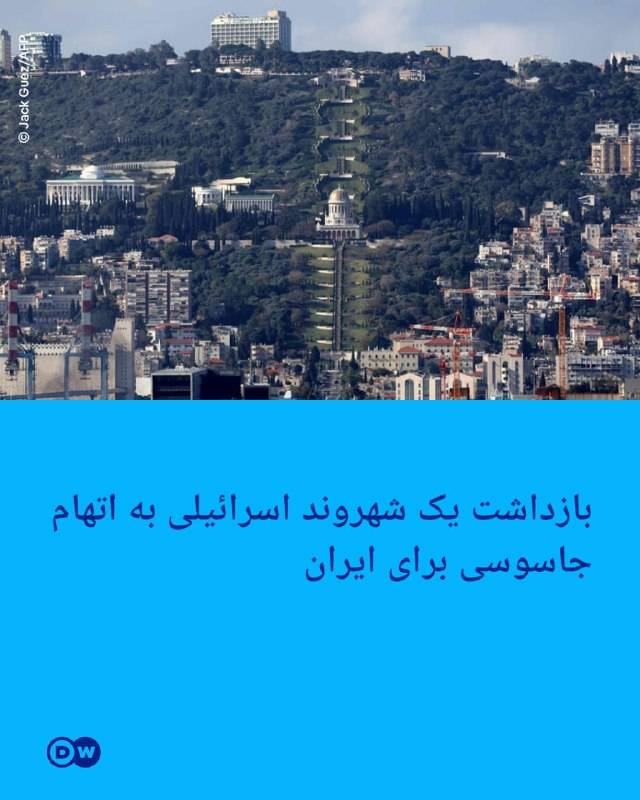 © Jack Guez/AFP
بازداشت یک شهروند اسرائیلی به اتهام
جاسوسی برای ایران
DW